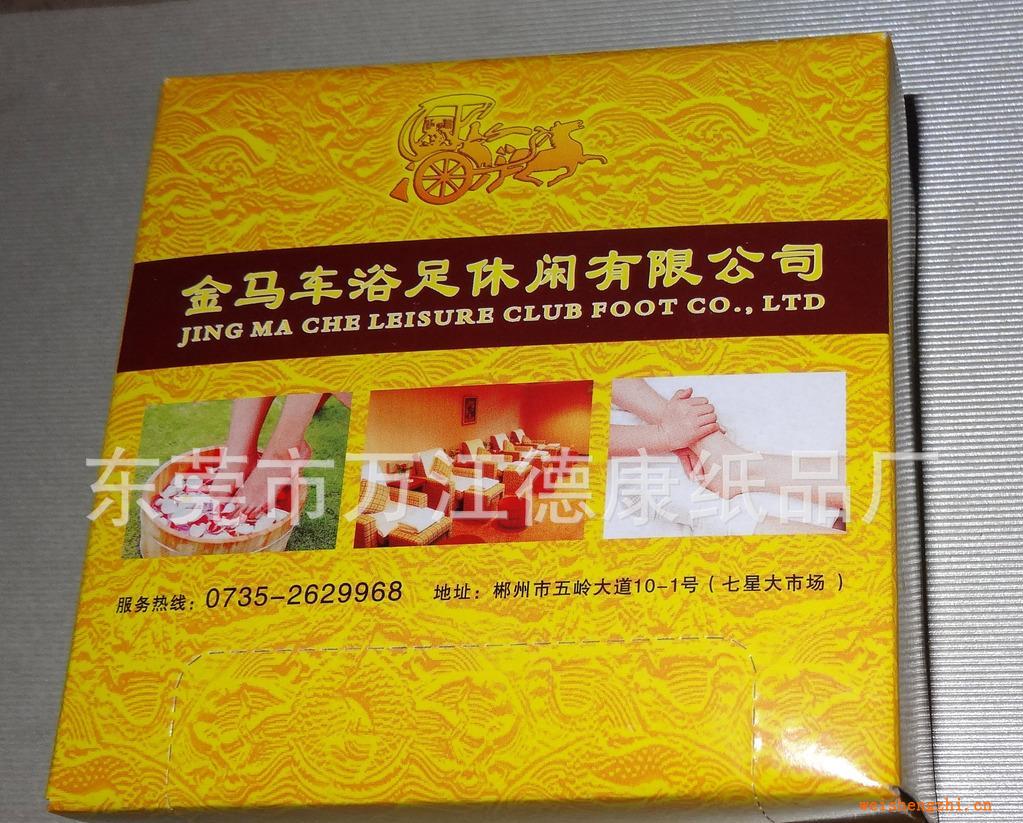 金马车浴足休闲有限公司
JING MA CHE LEISURE CLUB FOOT CO., LTD
东莞市万江德康纸品厂
服务热线：0735-2629968 地址：郴州市五岭大道10-1号（七星大市场）
weishengzhi.cn